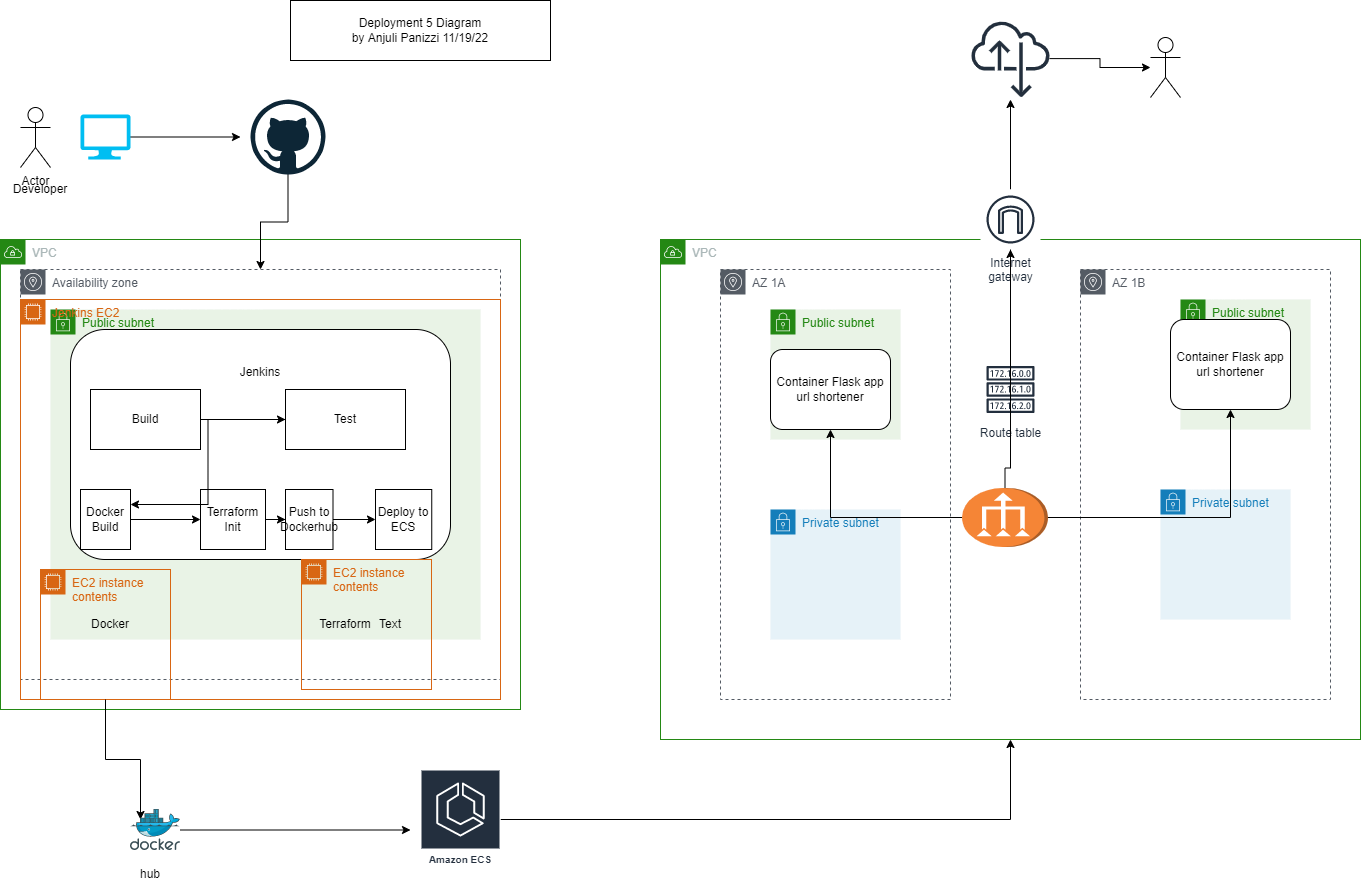 Deployment 5 Diagram
by Anjuli Panizzi 11/19/22
Actor
Developer
VPC
Availability zone
Jenkins EC2
Public subnet
Jenkins
Build
Test
Docker
Build
Terraform
Init
Push to
Dockerhub
Deploy to
ECS
EC2 instance
contents
Docker
EC2 instance
contents
Terraform Text
docker
hub
Amazon ECS
Internet
gateway
VPC
AZ 1A
Public subnet
Container Flask app
url shortener
Private subnet
172.16.0.0
172.16.1.0
172.16.2.0
Route table
AZ 1B
Public subnet
Container Flask app
url shortener
Private subnet